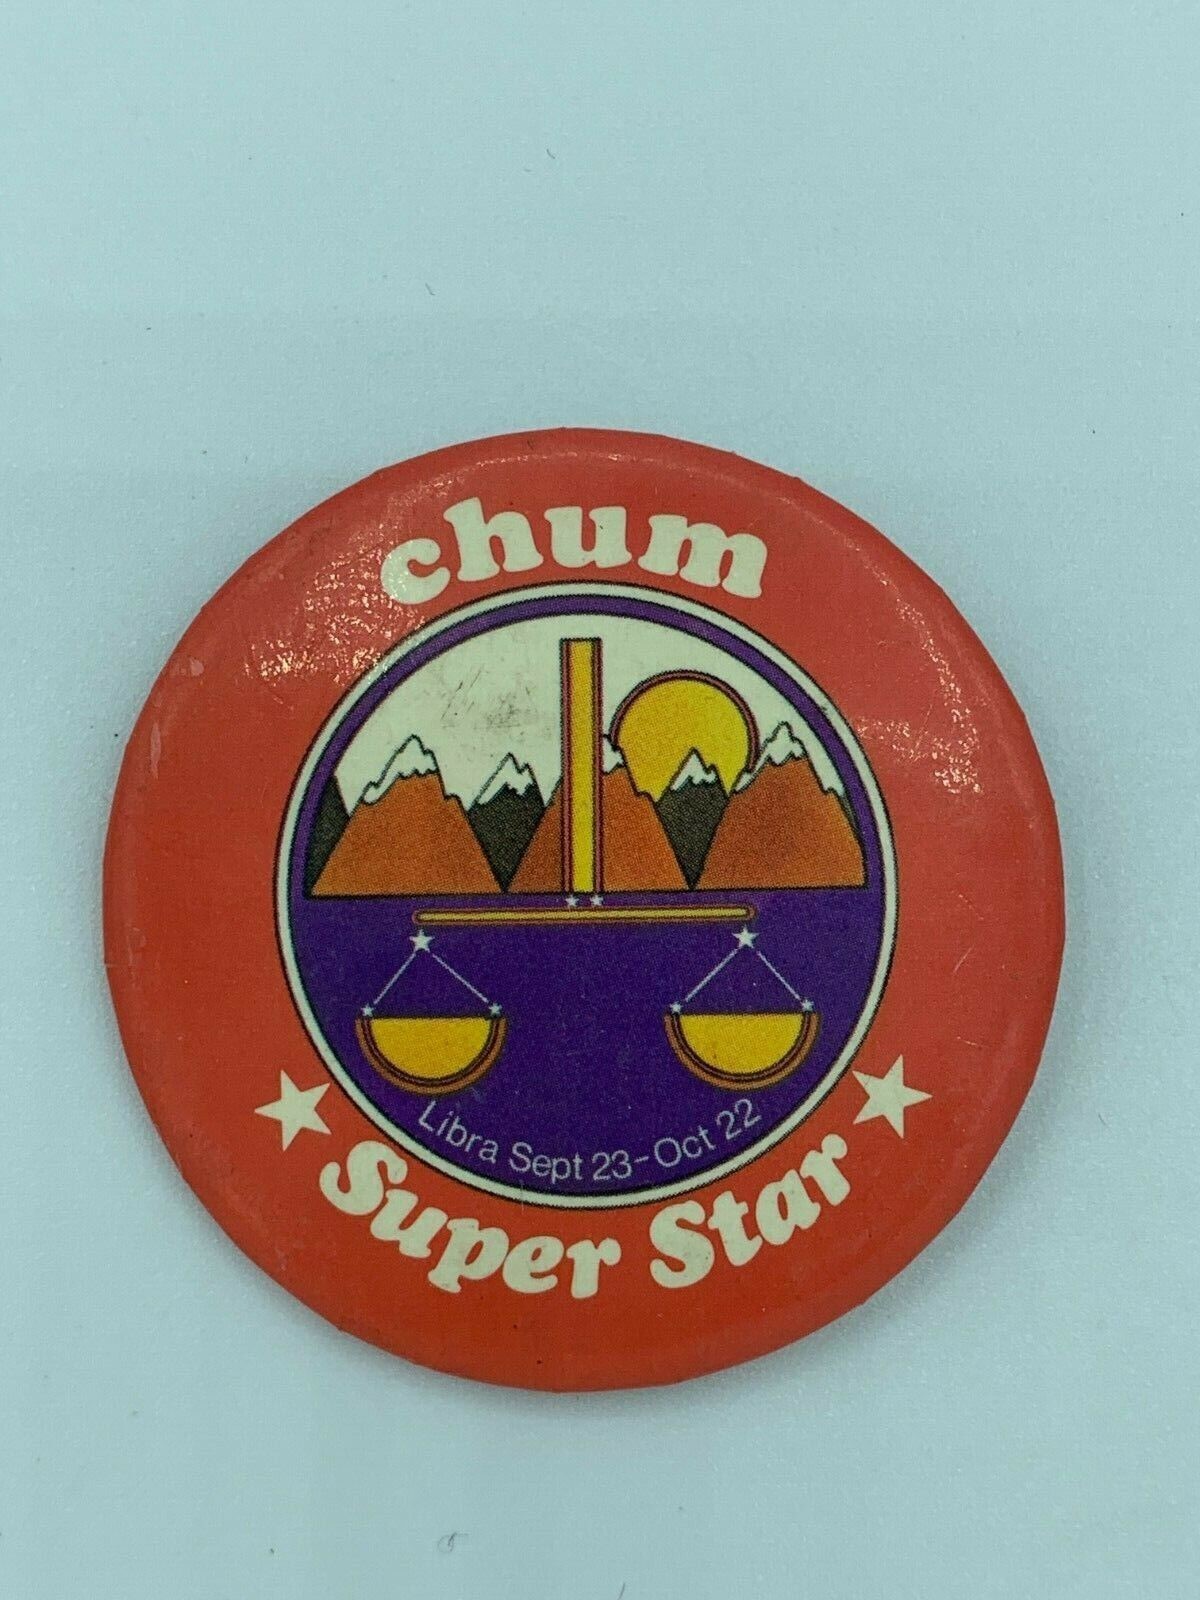 chum
Libra Sept 23-Oct 22
Super Star